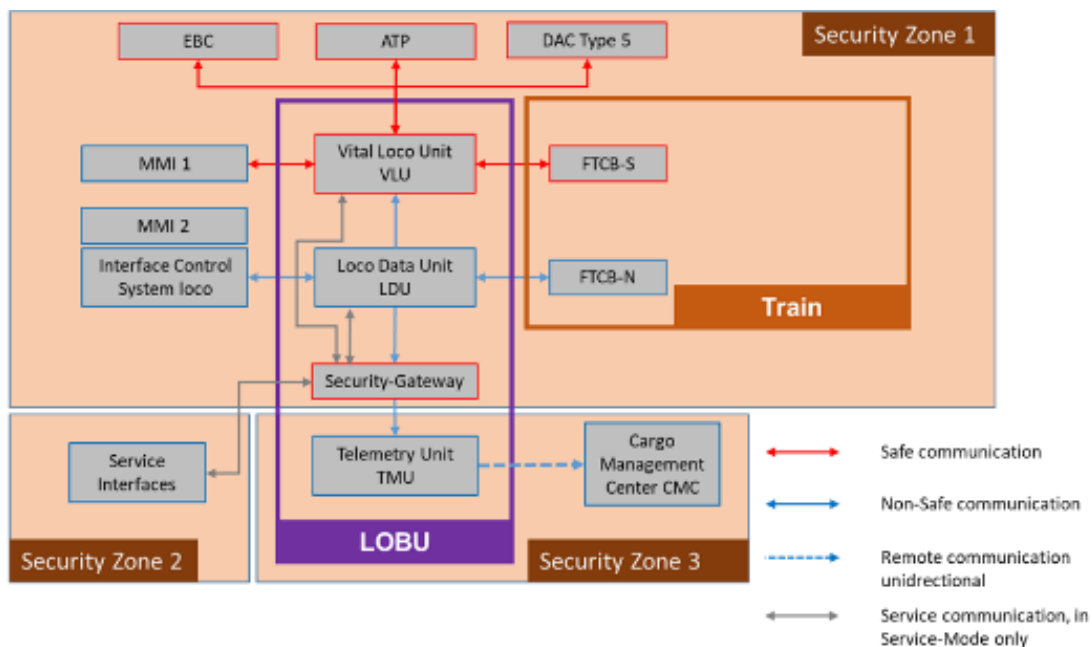 EBC
ATP
DAC Type 5
Security Zone 1
Vital Loco Unit
VLU
MMI 1
FTCB-S
MMI 2
Interface Control
System loco
Loco Data Unit
LDU
FTCB-N
Train
Security-Gateway
Service
Interfaces
Telemetry Unit
TMU
Cargo
Management
Center CMC
LOBU
Security Zone 2
Security Zone 3
Safe communication
Non-Safe communication
Remote communication
unidirectional
Service communication, in
Service-Mode only